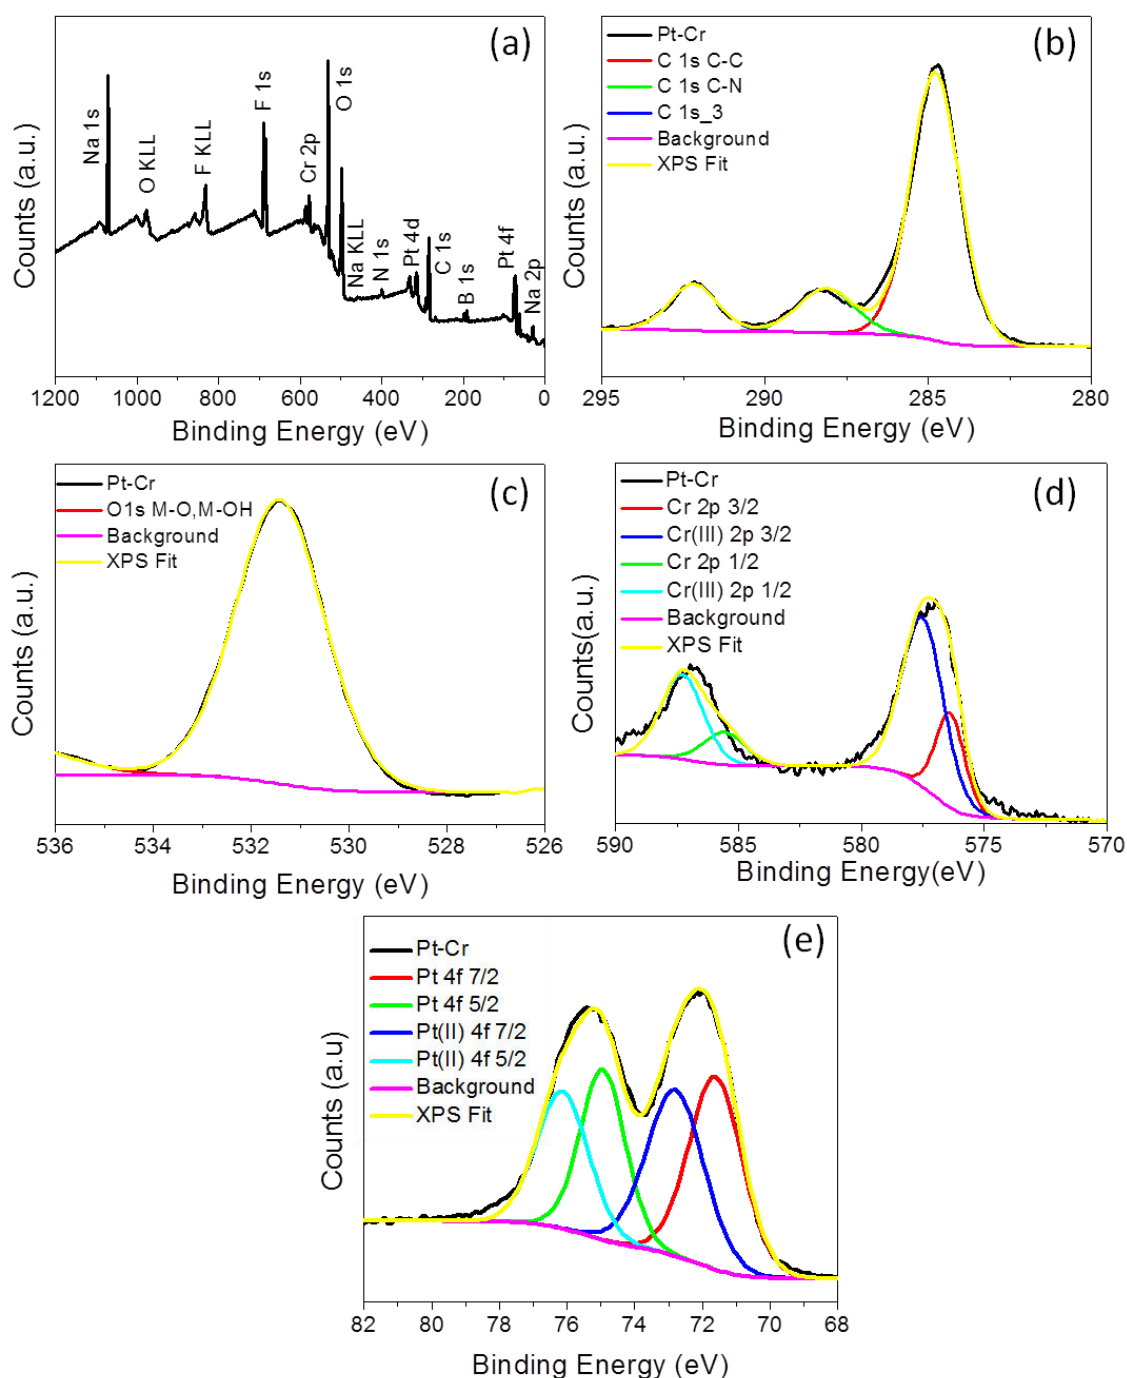 (a)
Na 1s
O KLL
F KLL
F 1s
Cr 2p
O 1s
Na KLL
N 1s
Pt 4d
C 1s
B 1s
Pt 4f
Na 2p
Counts (a.u.)
1200 1000 800 600 400 200 0
Binding Energy (eV)
(b)
Pt-Cr
C 1s C-C
C 1s C-N
C 1s_3
Background
XPS Fit
Counts (a.u.)
295 290 285 280
Binding Energy (eV)
(c)
Pt-Cr
O1s M-O,M-OH
Background
XPS Fit
Counts (a.u.)
536 534 532 530 528 526
Binding Energy (eV)
(d)
Pt-Cr
Cr 2p 3/2
Cr(III) 2p 3/2
Cr 2p 1/2
Cr(III) 2p 1/2
Background
XPS Fit
Counts(a.u.)
590 585 580 575 570
Binding Energy(eV)
(e)
Pt-Cr
Pt 4f 7/2
Pt 4f 5/2
Pt(II) 4f 7/2
Pt(II) 4f 5/2
Background
XPS Fit
Counts (a.u)
82 80 78 76 74 72 70 68
Binding Energy (eV)